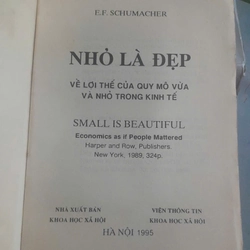 E.F. SCHUMACHER
NHỎ LÀ ĐẸP
VỀ LỢI THẾ CỦA QUY MÔ VỪA
VÀ NHỎ TRONG KINH TẾ
SMALL IS BEAUTIFUL
Economics as if People Mattered
Harper and Row, Publishers,
New York, 1989, 324p.
NHÀ XUẤT BẢN
KHOA HỌC XÃ HỘI
VIỆN THÔNG TIN
KHOA HỌC XÃ HỘI
HÀ NỘI 1995